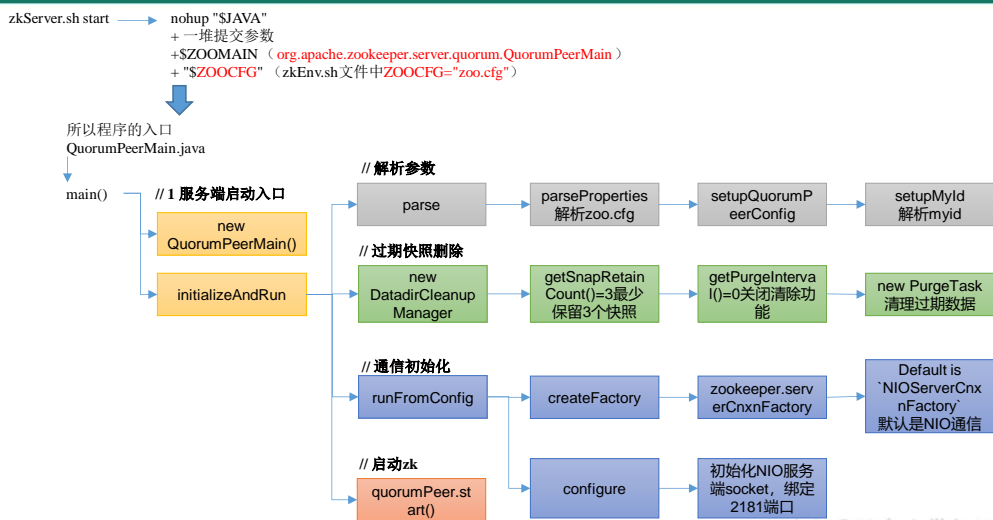 zkServer.sh start
nohup "$JAVA"
+ 一堆提交参数
+$ZOOMAIN （ org.apache.zookeeper.server.quorum.QuorumPeerMain ）
+ "$ZOOCFG" （zkEnv.sh文件中ZOOCFG="zoo.cfg"）
所以程序的入口
QuorumPeerMain.java
main()
// 1 服务端启动入口
new
QuorumPeerMain()
initializeAndRun
// 解析参数
parse
parseProperties
解析zoo.cfg
setupQuorumP
eerConfig
setupMyId
解析myid
// 过期快照删除
new
DatadirCleanup
Manager
getSnapRetain
Count()=3最少
保留3个快照
getPurgeInterva
l()=0关闭清除功
能
new PurgeTask
清理过期数据
// 通信初始化
runFromConfig
createFactory
zookeeper.serv
erCnxnFactory
Default is
`NIOServerCnx
nFactory`
默认是NIO通信
configure
初始化NIO服务
端socket，绑定
2181端口
// 启动zk
quorumPeer.st
art()